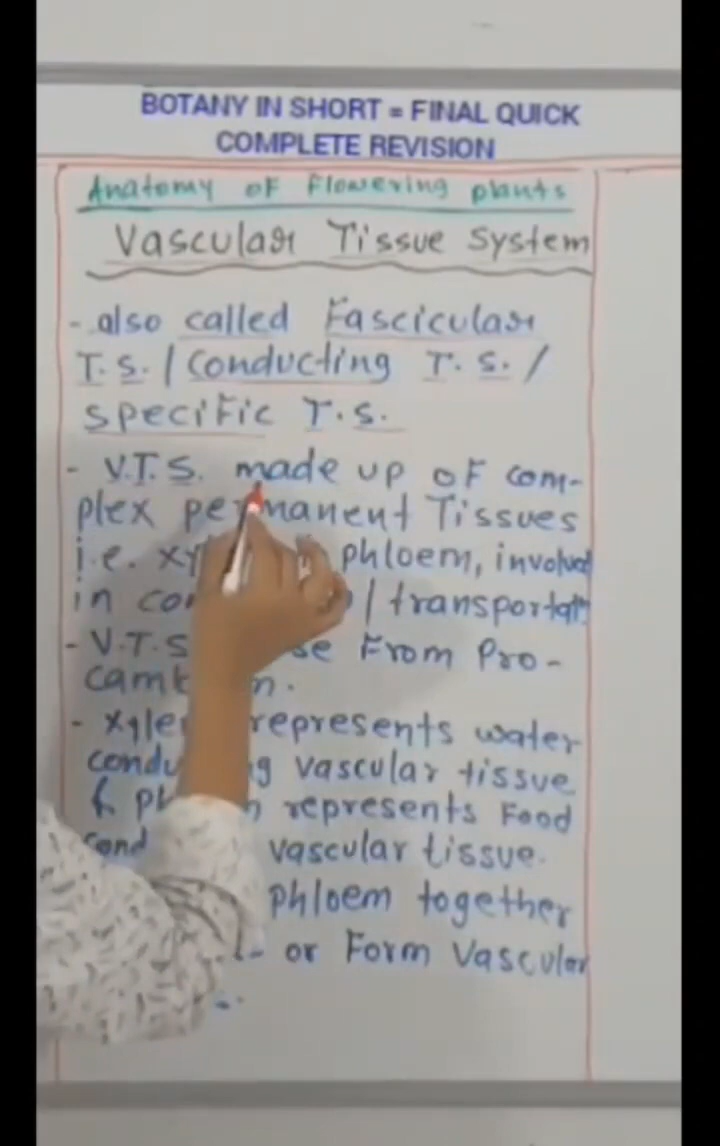 BOTANY IN SHORT = FINAL QUICK
COMPLETE REVISION
Anatomy of Flowering plants
Vascular Tissue System
- also called Fascicular
T.S. / Conducting T.S. /
specific T.S.
- V.T.S. made up of com-
plex permanent Tissues
i.e. phloem, involved
in / transportatn
- V.T.S. From Pro-
- represents water
vascular tissue
& represents Food
vascular tissue.
phloem together
or Form Vascular